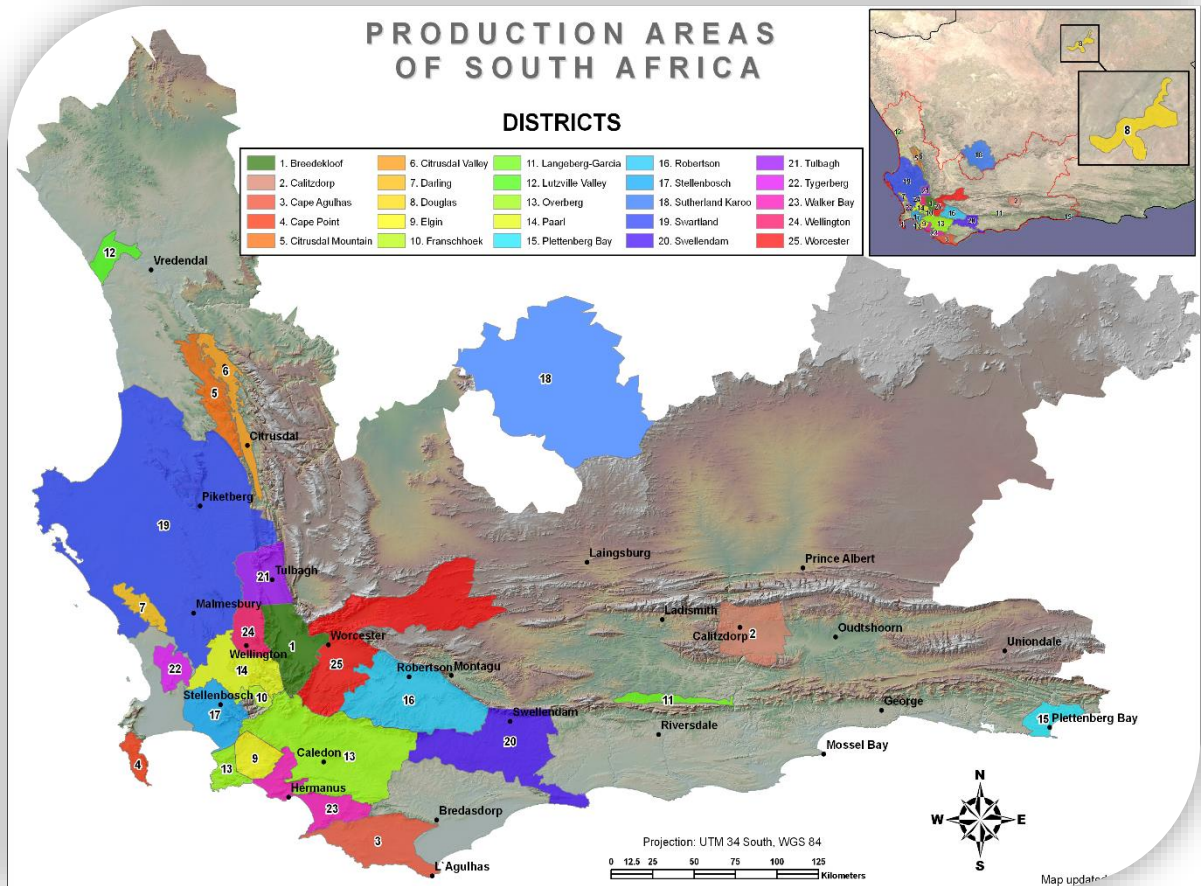 PRODUCTION AREAS
OF SOUTH AFRICA
DISTRICTS
1. Breedekloof
2. Calitzdorp
3. Cape Agulhas
4. Cape Point
5. Citrusdal Mountain
6. Citrusdal Valley
7. Darling
8. Douglas
9. Elgin
10. Franschhoek
11. Langeberg-Garcia
12. Lutzville Valley
13. Overberg
14. Paarl
15. Plettenberg Bay
16. Robertson
17. Stellenbosch
18. Sutherland Karoo
19. Swartland
20. Swellendam
21. Tulbagh
22. Tygerberg
23. Walker Bay
24. Wellington
25. Worcester
8
8
12
Vredendal
6
5
18
Citrusdal
Piketberg
19
Laingsburg
Prince Albert
21
Tulbagh
7
Malmesbury
Ladismith
24
Worcester
Calitzdorp
2
Oudtshoorn
Wellington
1
Uniondale
22
14
25
Robertson
Montagu
Stellenbosch
10
16
11
George
17
Swellendam
15
Plettenberg Bay
20
Riversdale
Mossel Bay
4
13
9
Caledon
13
Hermanus
23
Bredasdorp
3
L`Agulhas
N
W
E
S
Projection: UTM 34 South, WGS 84
0 12.5 25 50 75 100 125
Kilometers
Map updated